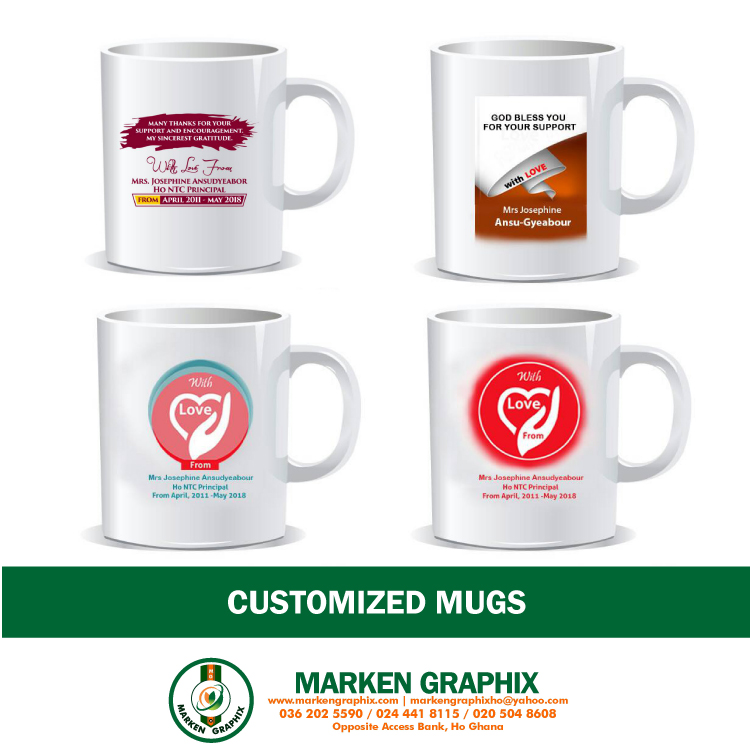 MANY THANKS FOR YOUR
SUPPORT AND ENCOURAGEMENT.
MY SINCEREST GRATITUDE.
With Love From
MRS. JOSEPHINE ANSUDYEABOR
HO NTC PRINCIPAL
FROM APRIL 2011 - MAY 2018
GOD BLESS YOU
FOR YOUR SUPPORT
with LOVE
Mrs Josephine
Ansu-Gyeabour
With
Love
From
Mrs Josephine Ansudyeabour
Ho NTC Principal
From April, 2011 -May 2018
With
Love
From
Mrs Josephine Ansudyeabour
Ho NTC Principal
From April, 2011 -May 2018
CUSTOMIZED MUGS
HO
MARKEN GRAPHIX
MARKEN GRAPHIX
www.markengraphix.com | markengraphixho@yahoo.com
036 202 5590 / 024 441 8115 / 020 504 8608
Opposite Access Bank, Ho Ghana